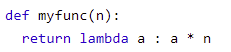 def myfunc(n):
  return lambda a : a * n